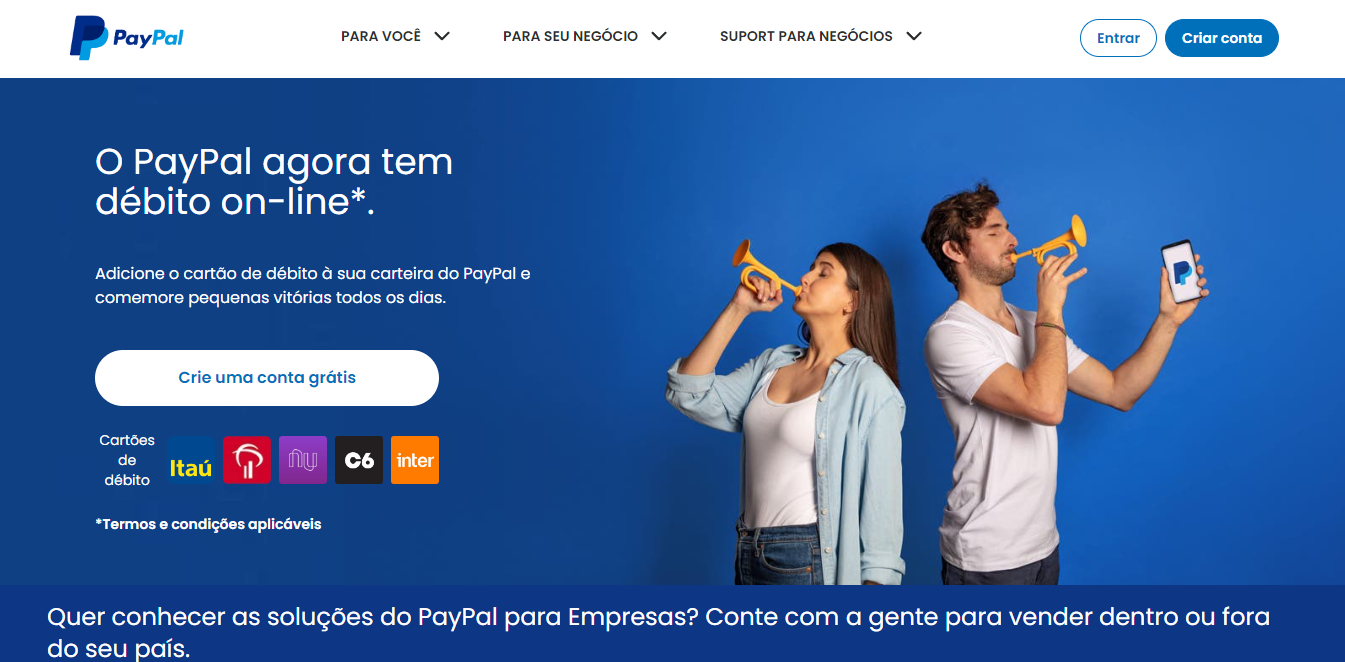 PayPal
PARA VOCÊ
PARA SEU NEGÓCIO
SUPORT PARA NEGÓCIOS
Entrar
Criar conta
O PayPal agora tem
débito on-line*.
Adicione o cartão de débito à sua carteira do PayPal e
comemore pequenas vitórias todos os dias.
Crie uma conta grátis
Cartões
de
débito
Itaú
nu
C6
inter
*Termos e condições aplicáveis
Quer conhecer as soluções do PayPal para Empresas? Conte com a gente para vender dentro ou fora
do seu país.